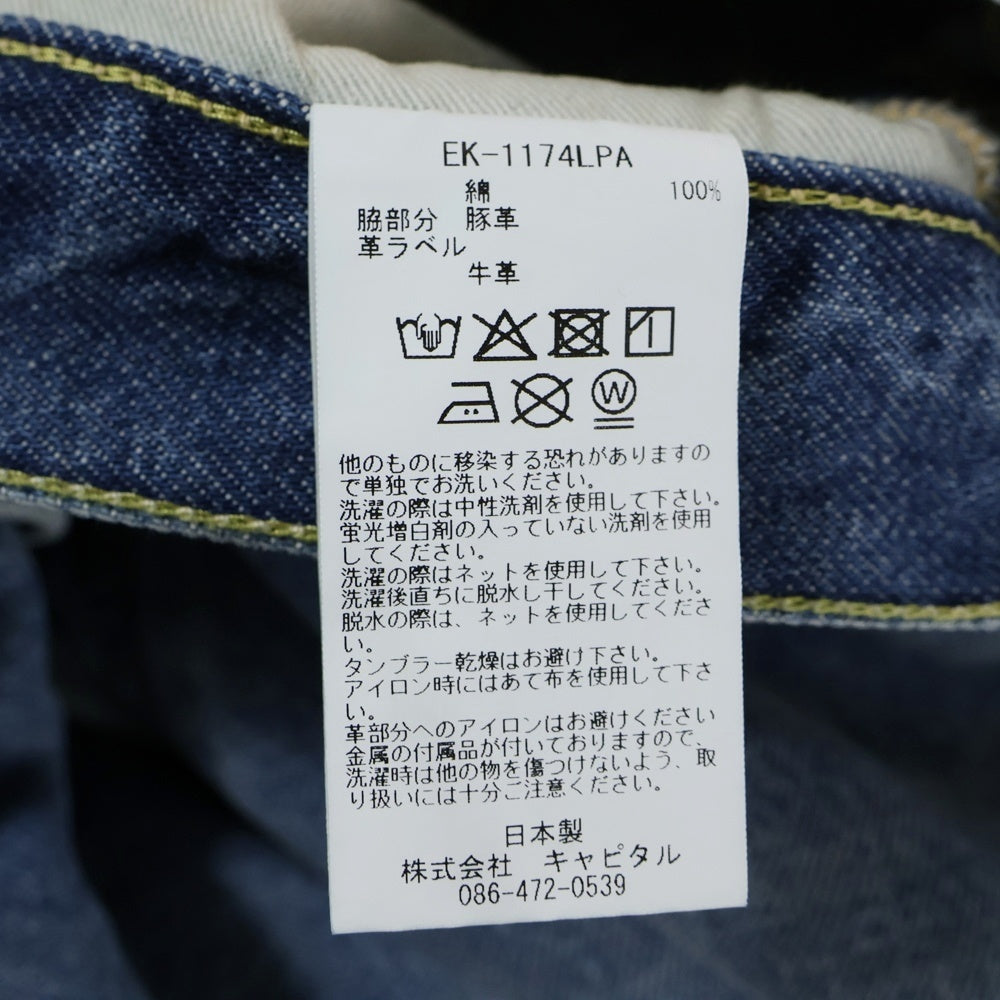 EK-1174LPA
綿 100%
脇部分 豚革
革ラベル
牛革
W
他のものに移染する恐れがありますの
で単独でお洗いください。
洗濯の際は中性洗剤を使用して下さい。
蛍光増白剤の入っていない洗剤を使用
してください。
洗濯の際はネットを使用して下さい。
洗濯後直ちに脱水し干してください。
脱水の際は、ネットを使用してくださ
い。
タンブラー乾燥はお避け下さい。
アイロン時にはあて布を使用して下さ
い。
革部分へのアイロンはお避けください
金属の付属品が付いておりますので、
洗濯時は他の物を傷つけないよう、取
り扱いには十分ご注意ください。
日本製
株式会社 キャピタル
086-472-0539